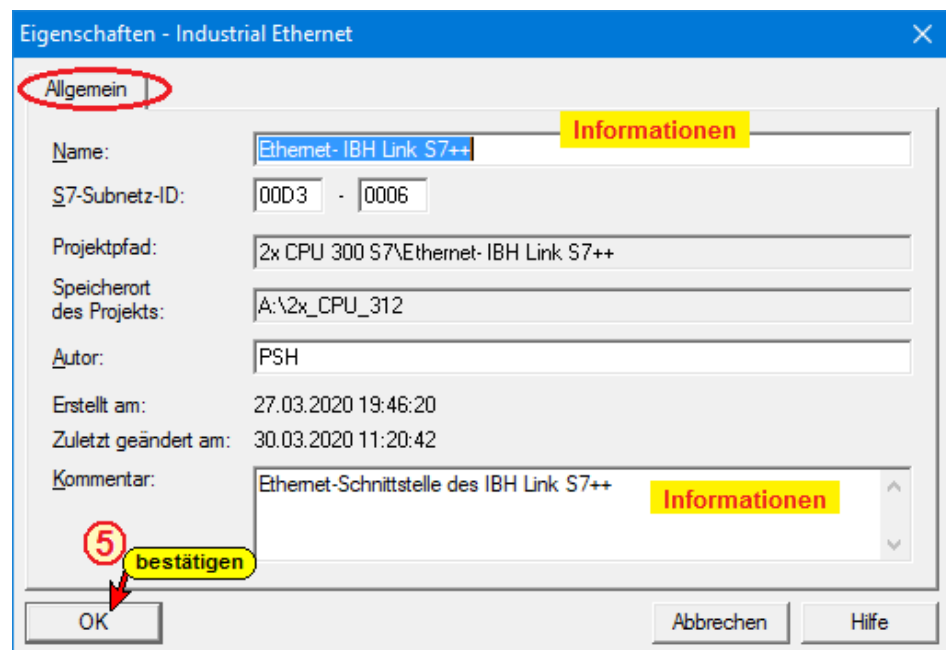 Eigenschaften - Industrial Ethernet
Allgemein
Informationen
Name: Ethernet- IBH Link S7++
S7-Subnetz-ID: 00D3 - 0006
Projektpfad: 2x CPU 300 S7\Ethernet- IBH Link S7++
Speicherort
des Projekts: A:\2x_CPU_312
Autor: PSH
Erstellt am: 27.03.2020 19:46:20
Zuletzt geändert am: 30.03.2020 11:20:42
Kommentar: Ethernet-Schnittstelle des IBH Link S7++
Informationen
5
bestätigen
OK Abbrechen Hilfe